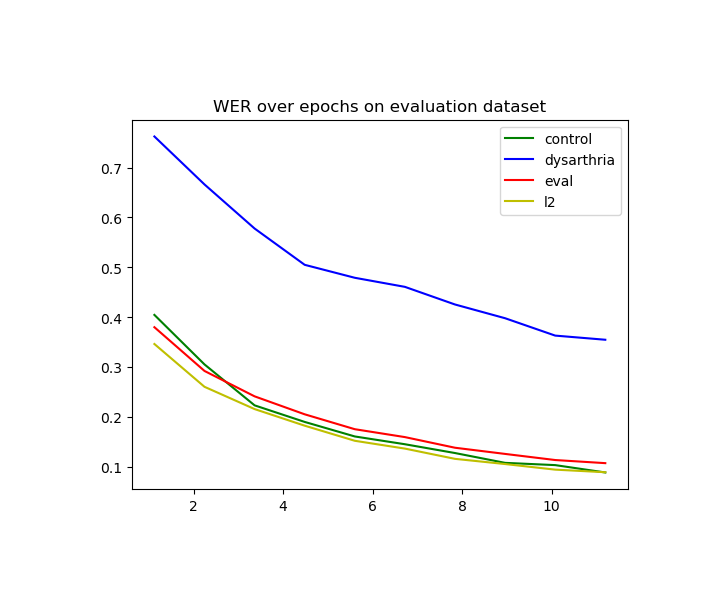 WER over epochs on evaluation dataset
control
dysarthria
eval
l2
0.7
0.6
0.5
0.4
0.3
0.2
0.1
2 4 6 8 10